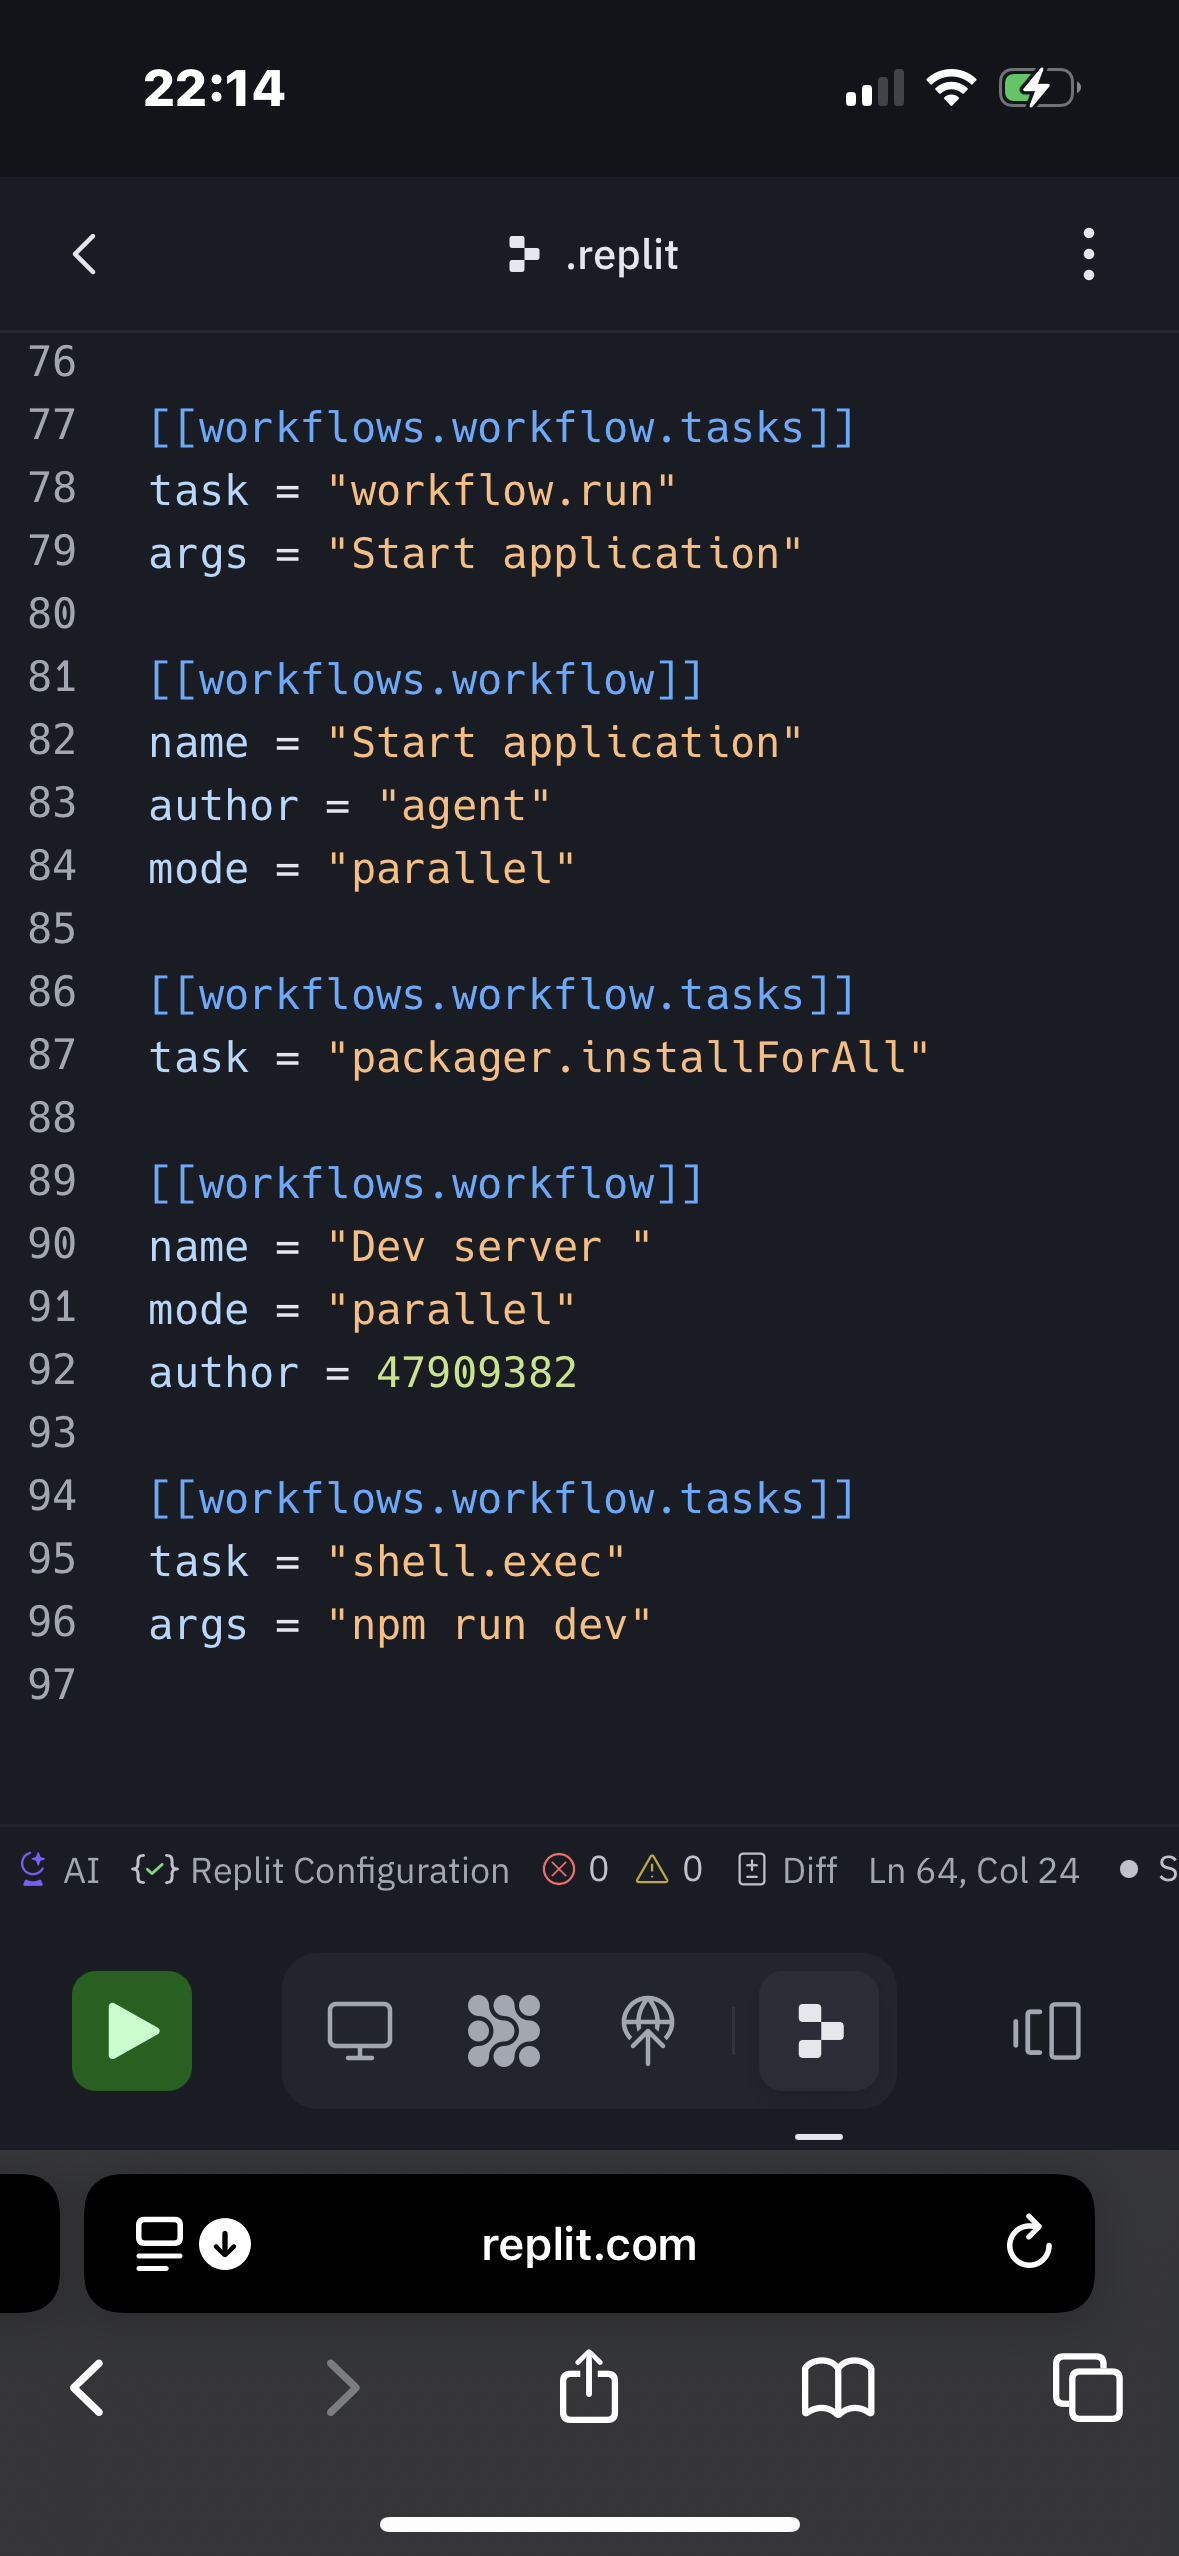 22:14
.replit
76
77 [[workflows.workflow.tasks]]
78 task = "workflow.run"
79 args = "Start application"
80
81 [[workflows.workflow]]
82 name = "Start application"
83 author = "agent"
84 mode = "parallel"
85
86 [[workflows.workflow.tasks]]
87 task = "packager.installForAll"
88
89 [[workflows.workflow]]
90 name = "Dev server "
91 mode = "parallel"
92 author = 47909382
93
94 [[workflows.workflow.tasks]]
95 task = "shell.exec"
96 args = "npm run dev"
97
AI Replit Configuration 0 0 Diff Ln 64, Col 24 • S
replit.com